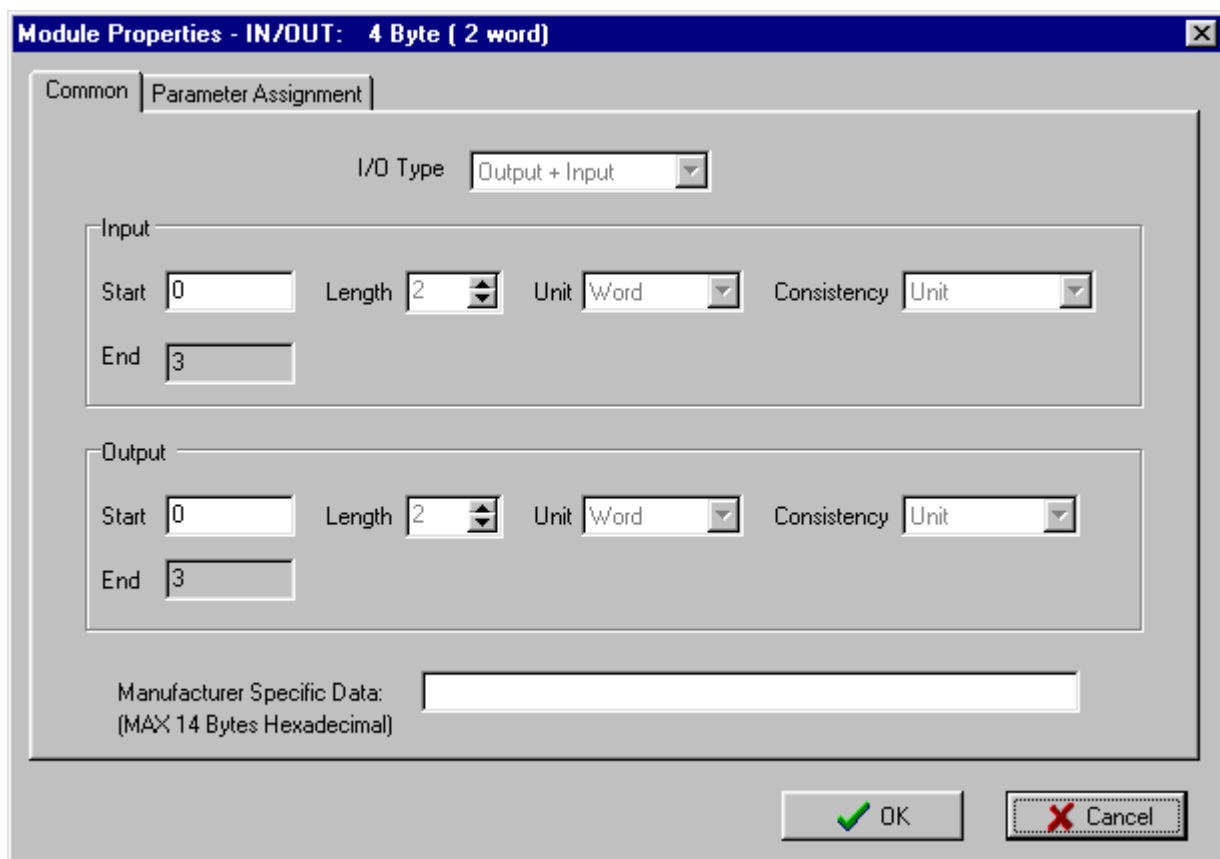 Module Properties - IN/OUT: 4 Byte ( 2 word)
Common Parameter Assignment
I/O Type Output + Input
Input
Start 0 Length 2 Unit Word Consistency Unit
End 3
Output
Start 0 Length 2 Unit Word Consistency Unit
End 3
Manufacturer Specific Data:
(MAX 14 Bytes Hexadecimal)
OK Cancel